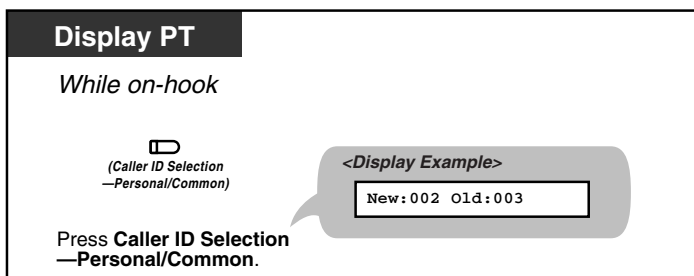 Display PT
While on-hook
(Caller ID Selection
—Personal/Common)
<Display Example>
New:002 Old:003
Press Caller ID Selection
—Personal/Common.